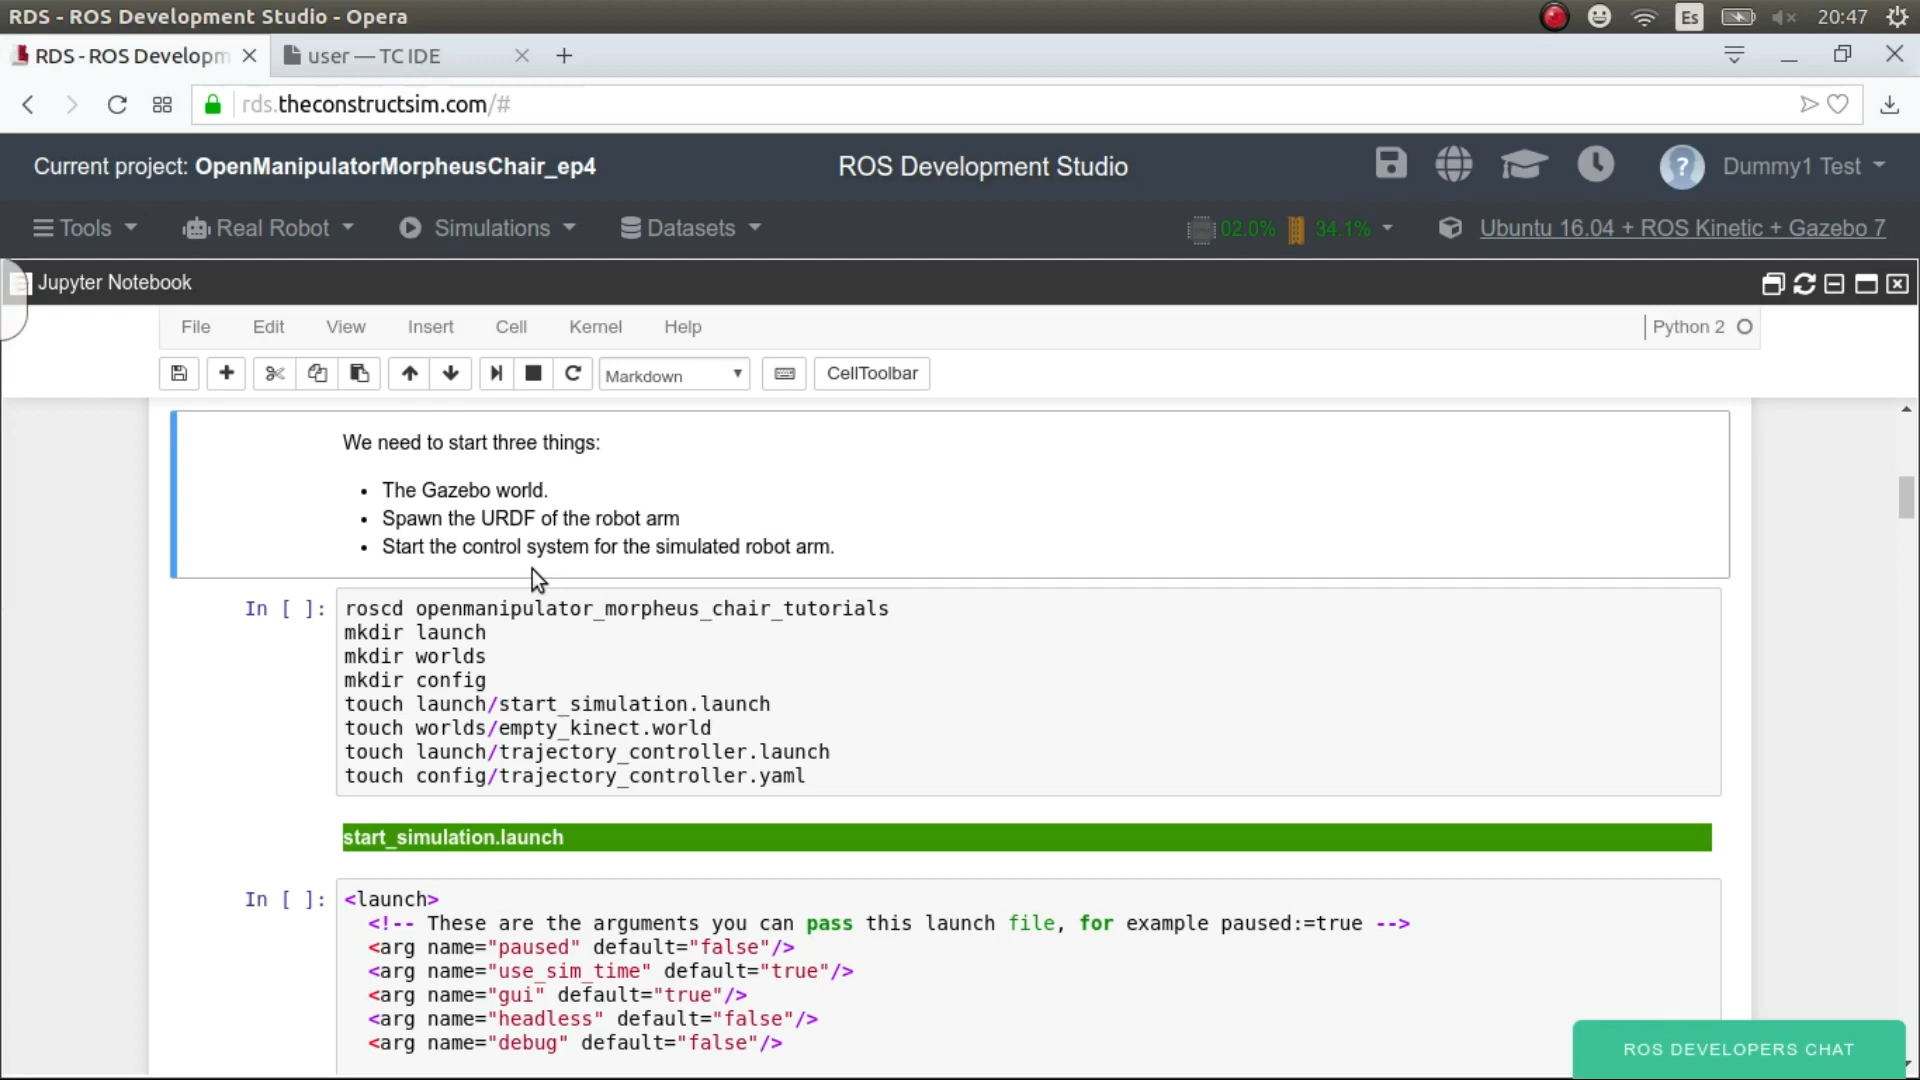 RDS - ROS Development Studio - Opera
Es
20:47
RDS - ROS Developm
user — TC IDE
rds.theconstructsim.com/#
Current project: OpenManipulatorMorpheusChair_ep4
ROS Development Studio
Dummy1 Test
Tools
Real Robot
Simulations
Datasets
02.0%
34.1%
Ubuntu 16.04 + ROS Kinetic + Gazebo 7
Jupyter Notebook
File
Edit
View
Insert
Cell
Kernel
Help
Python 2
Markdown
CellToolbar
We need to start three things:
• The Gazebo world.
• Spawn the URDF of the robot arm
• Start the control system for the simulated robot arm.
In [ ]:
roscd openmanipulator_morpheus_chair_tutorials
mkdir launch
mkdir worlds
mkdir config
touch launch/start_simulation.launch
touch worlds/empty_kinect.world
touch launch/trajectory_controller.launch
touch config/trajectory_controller.yaml
start_simulation.launch
In [ ]:
<launch>
<!-- These are the arguments you can pass this launch file, for example paused:=true -->
<arg name="paused" default="false"/>
<arg name="use_sim_time" default="true"/>
<arg name="gui" default="true"/>
<arg name="headless" default="false"/>
<arg name="debug" default="false"/>
ROS DEVELOPERS CHAT